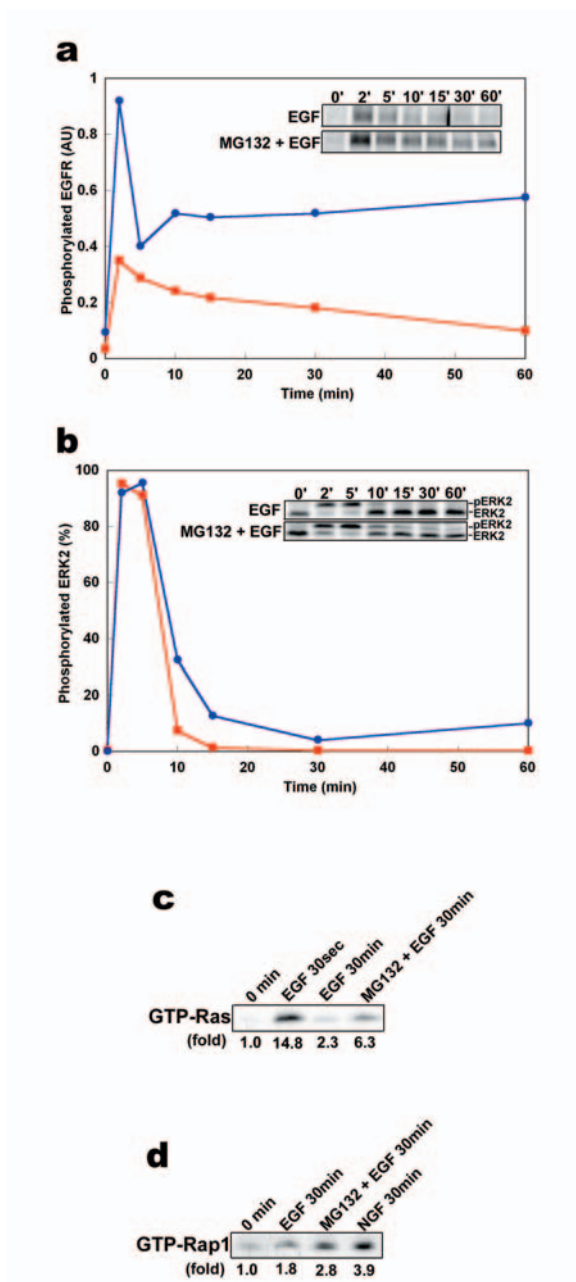 a
Phosphorylated EGFR (AU)
1
0.8
0.6
0.4
0.2
0
0' 2' 5' 10' 15' 30' 60'
EGF
MG132 + EGF
0 10 20 30 40 50 60
Time (min)
b
Phosphorylated ERK2 (%)
100
80
60
40
20
0
0' 2' 5' 10' 15' 30' 60'
EGF
-pERK2
-ERK2
MG132 + EGF
-pERK2
-ERK2
0 10 20 30 40 50 60
Time (min)
c
0 min EGF 30sec EGF 30min MG132 + EGF 30min
GTP-Ras
(fold) 1.0 14.8 2.3 6.3
d
0 min EGF 30min MG132 + EGF 30min NGF 30min
GTP-Rap1
(fold) 1.0 1.8 2.8 3.9